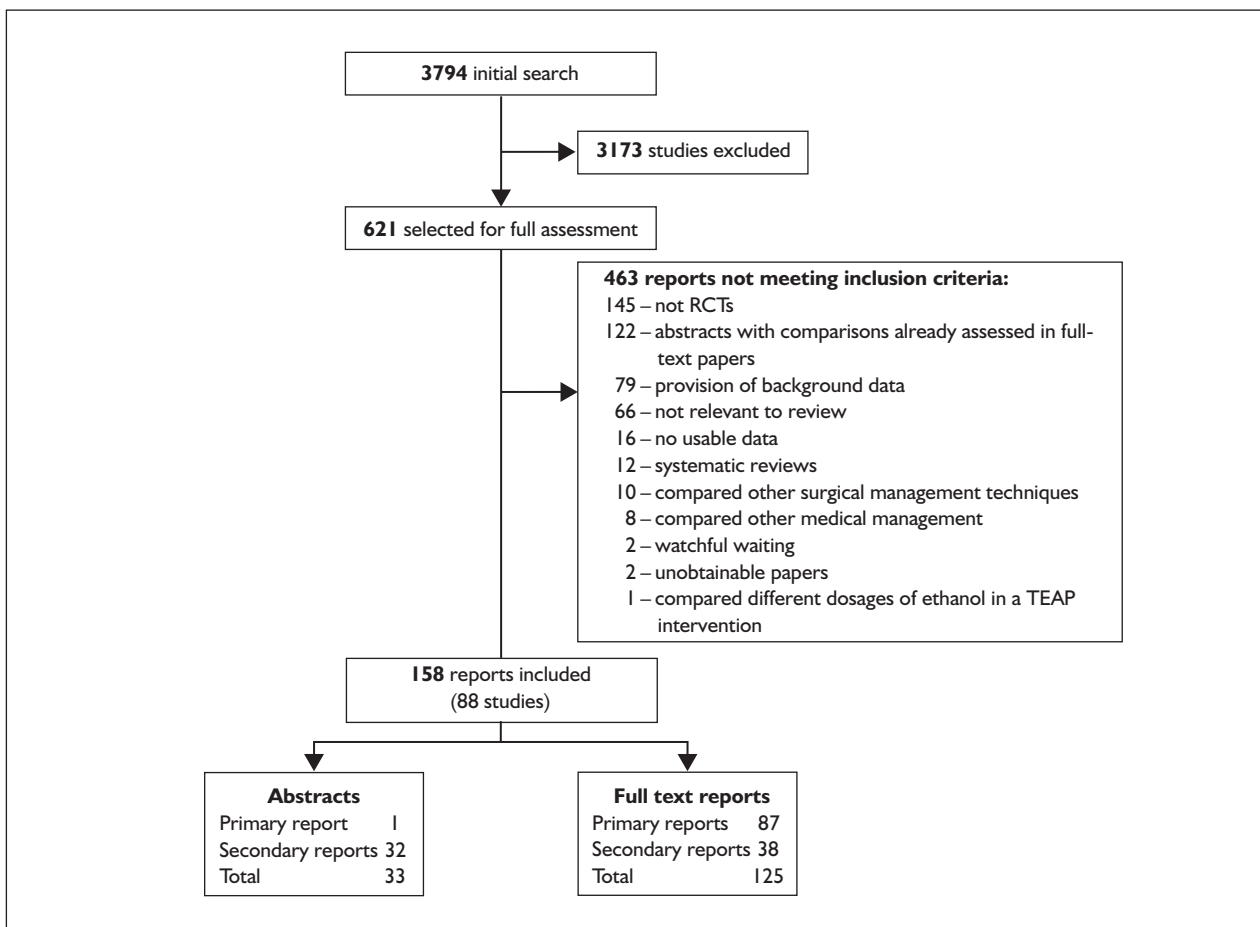 3794 initial search
3173 studies excluded
621 selected for full assessment
463 reports not meeting inclusion criteria:
145 – not RCTs
122 – abstracts with comparisons already assessed in full-
text papers
79 – provision of background data
66 – not relevant to review
16 – no usable data
12 – systematic reviews
10 – compared other surgical management techniques
8 – compared other medical management
2 – watchful waiting
2 – unobtainable papers
1 – compared different dosages of ethanol in a TEAP
intervention
158 reports included
(88 studies)
Abstracts
Primary report 1
Secondary reports 32
Total 33
Full text reports
Primary reports 87
Secondary reports 38
Total 125